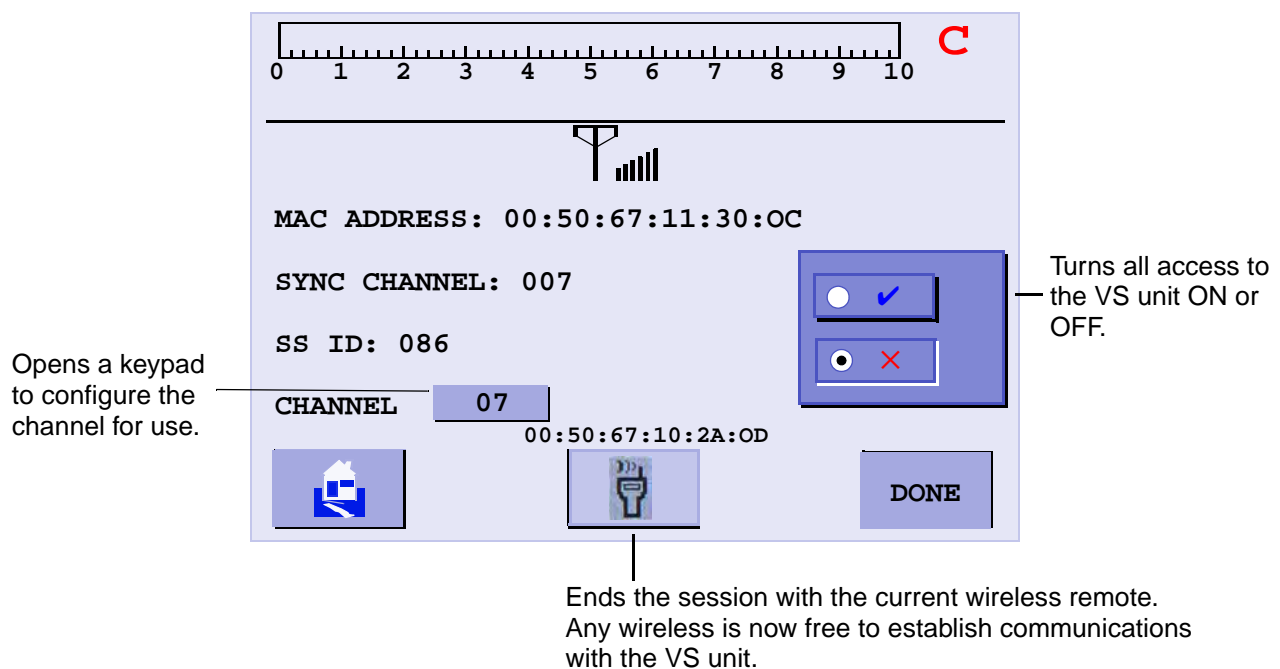 C
0 1 2 3 4 5 6 7 8 9 10
MAC ADDRESS: 00:50:67:11:30:OC
SYNC CHANNEL: 007
SS ID: 086
CHANNEL 07
00:50:67:10:2A:OD
DONE
Turns all access to
the VS unit ON or
OFF.
Opens a keypad
to configure the
channel for use.
Ends the session with the current wireless remote.
Any wireless is now free to establish communications
with the VS unit.